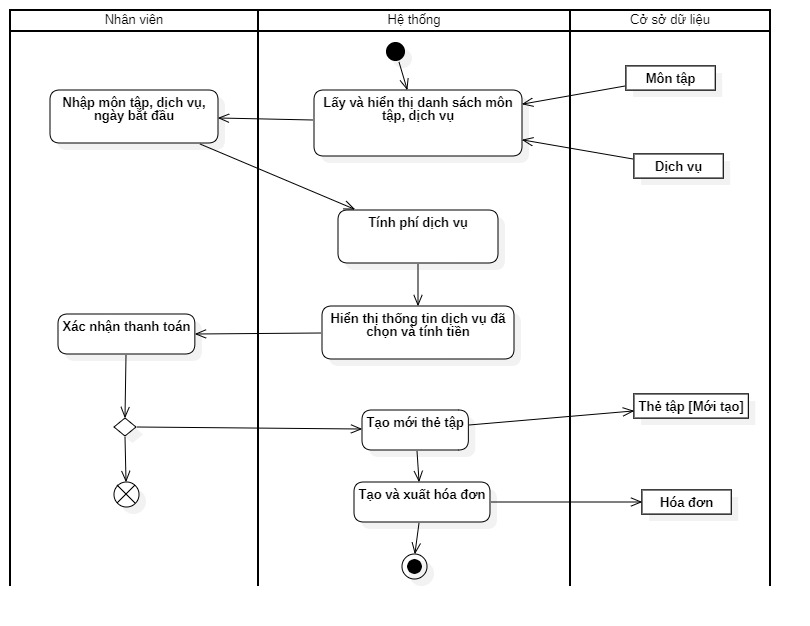 Nhân viên
Hệ thống
Cở sở dữ liệu
Môn tập
Nhập môn tập, dịch vụ,
ngày bắt đầu
Lấy và hiển thị danh sách môn
tập, dịch vụ
Dịch vụ
Tính phí dịch vụ
Xác nhận thanh toán
Hiển thị thống tin dịch vụ đã
chọn và tính tiền
Thẻ tập [Mới tạo]
Tạo mới thẻ tập
Tạo và xuất hóa đơn
Hóa đơn